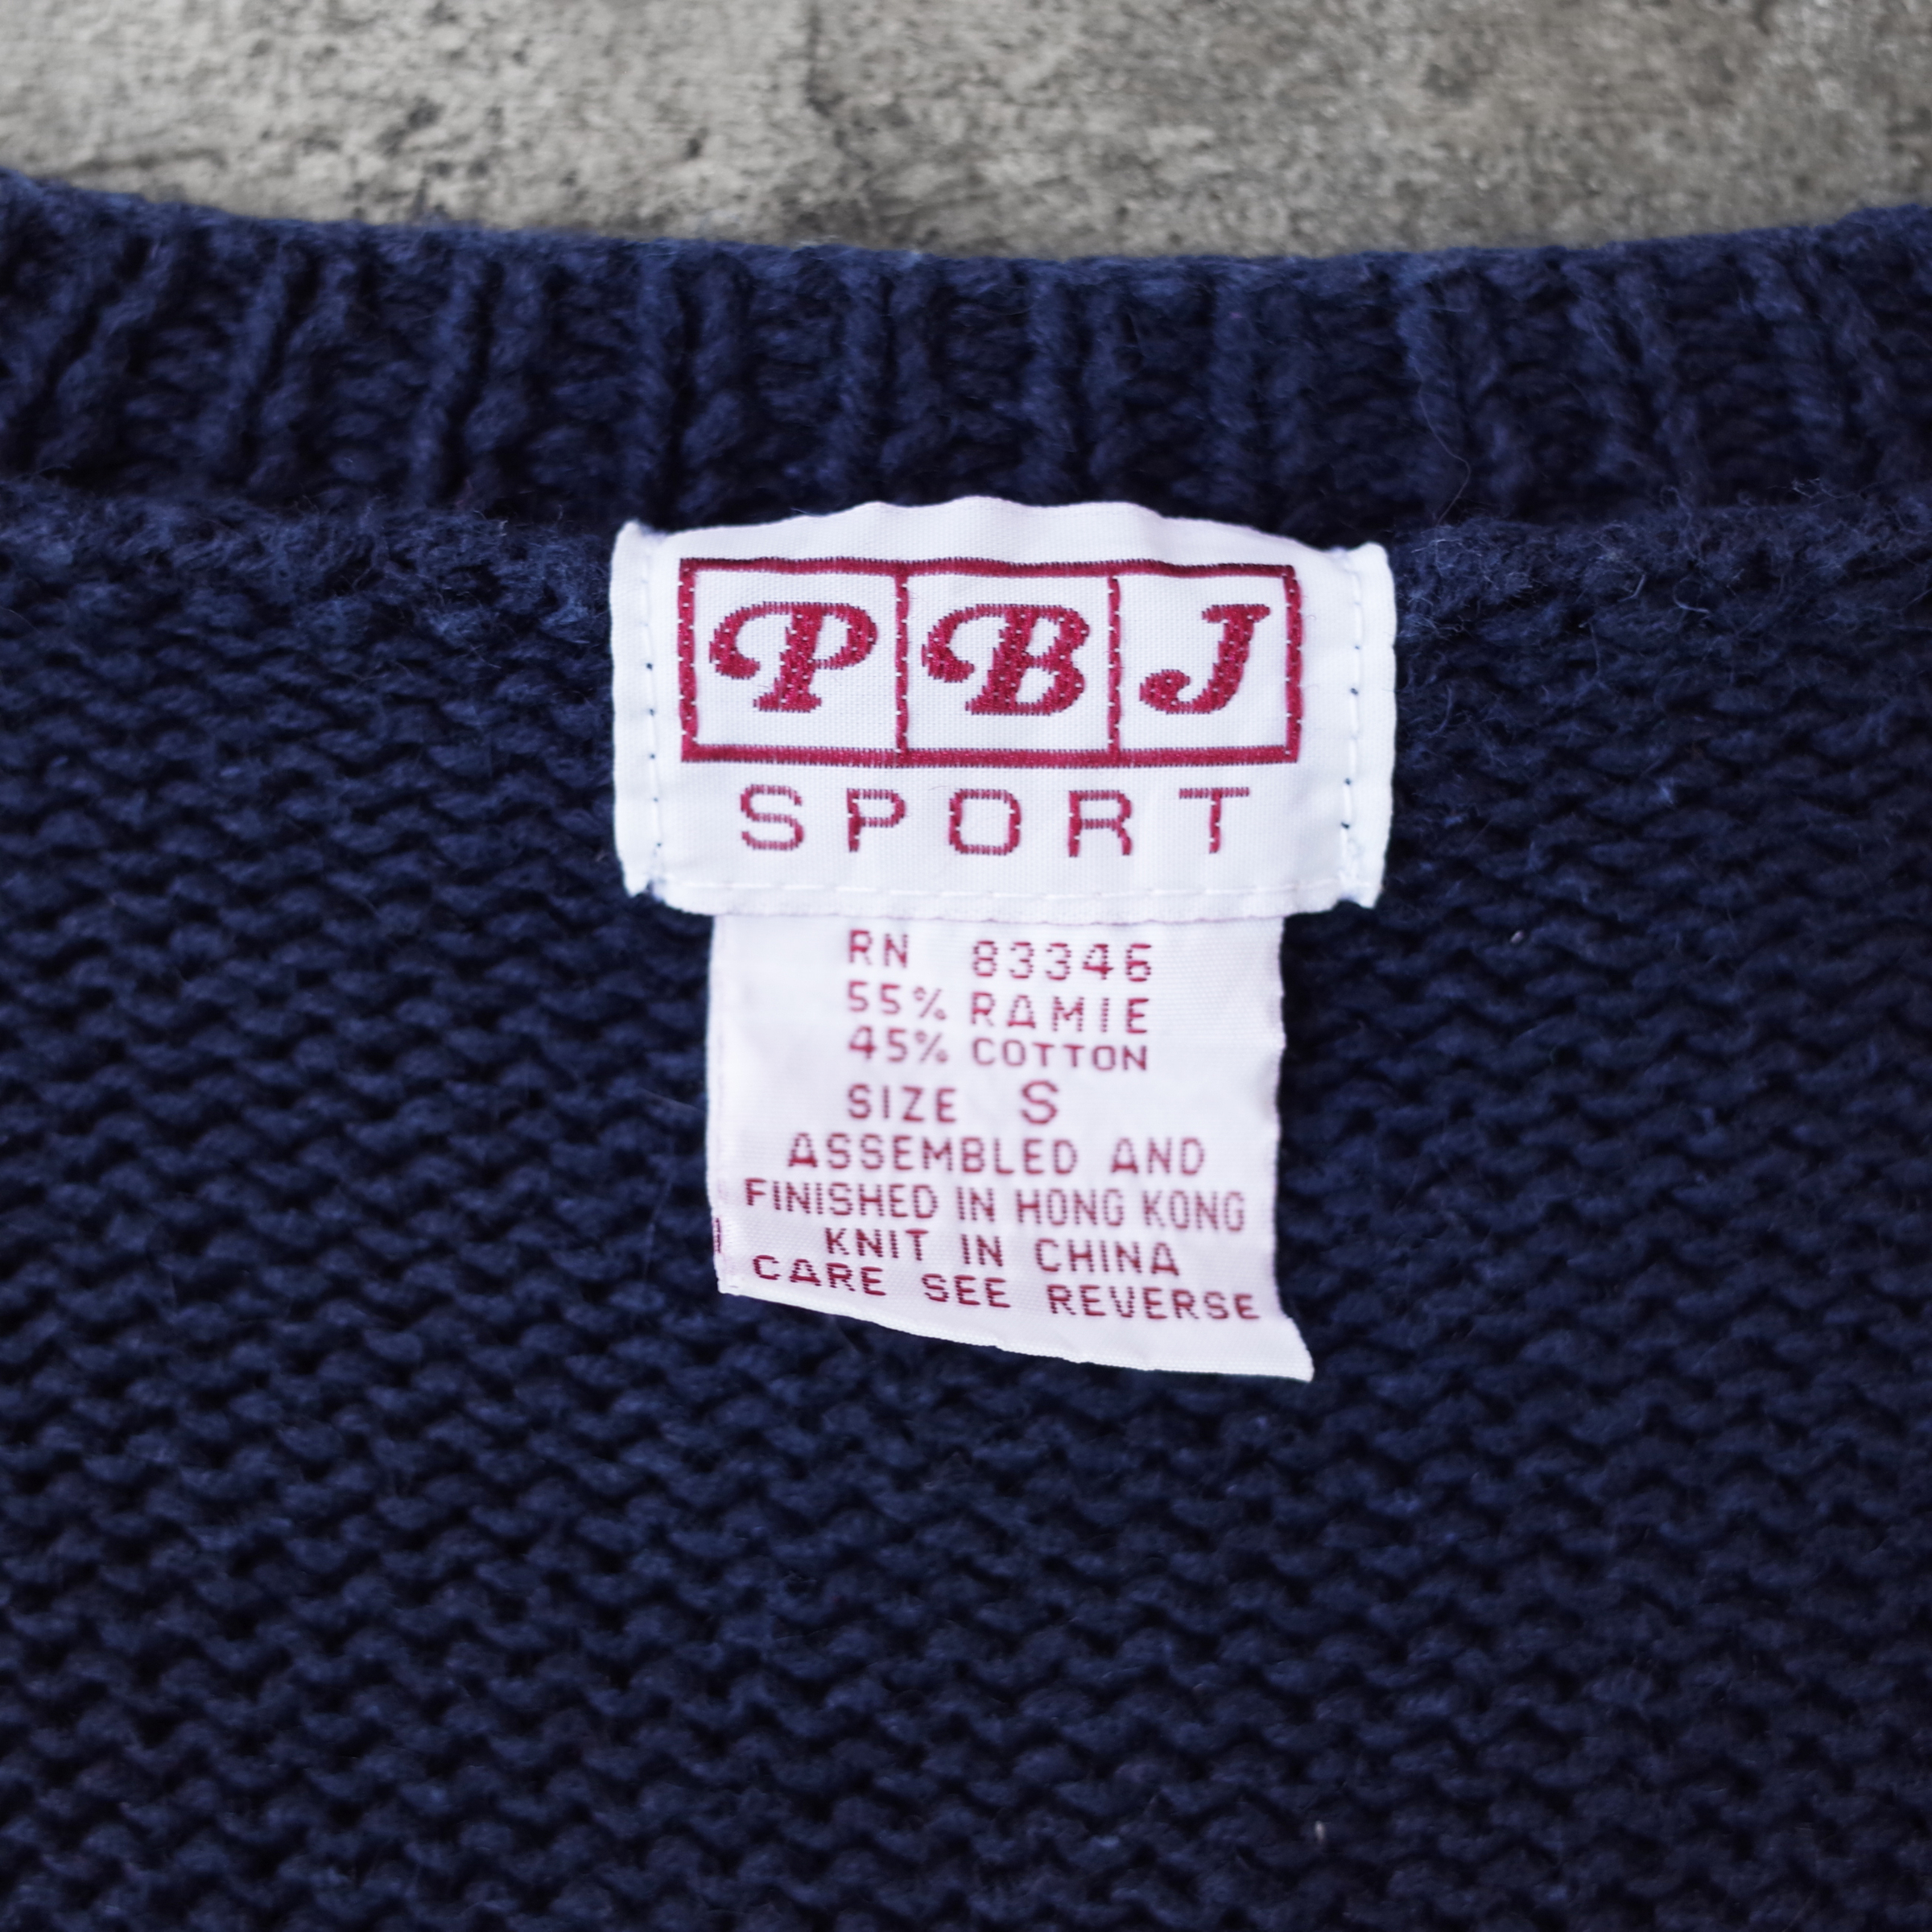 PBJ
SPORT
RN 83346
55% RAMIE
45% COTTON
SIZE S
ASSEMBLED AND
FINISHED IN HONG KONG
KNIT IN CHINA
CARE SEE REVERSE